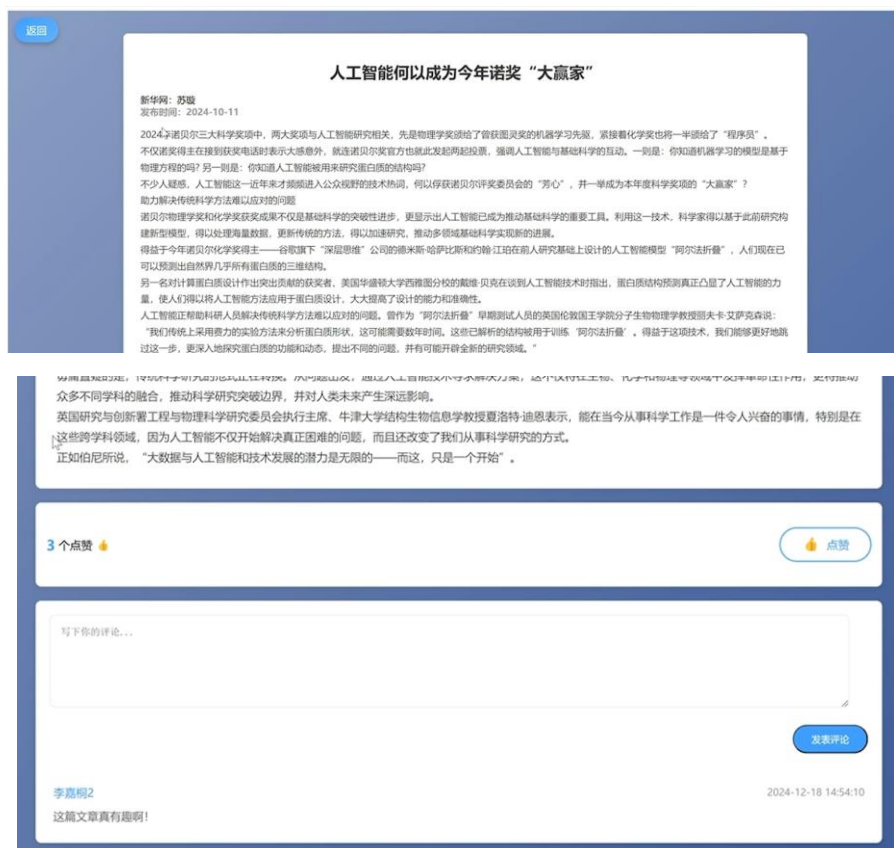 返回
人工智能何以成为今年诺奖“大赢家”
新华网：苏璇
发布时间：2024-10-11
2024年诺贝尔三大科学奖项中，两大奖项与人工智能研究相关，先是物理学奖颁给了曾获图灵奖的机器学习先驱，紧接着化学奖也将一半颁给了“程序员”。
不仅诺奖得主在接到获奖电话时表示大感意外，就连诺贝尔奖官方也就此发起两起投票，强调人工智能与基础科学的互动。一则是：你知道机器学习的模型是基于
物理方程的吗？另一则是：你知道人工智能被用来研究蛋白质的结构吗？
不少人疑惑，人工智能这一近年来才频频进入公众视野的技术热词，何以俘获诺贝尔评奖委员会的“芳心”，并一举成为本年度科学奖项的“大赢家”？
助力解决传统科学方法难以应对的问题
诺贝尔物理学奖和化学奖获奖成果不仅是基础科学的突破性进步，更显示出人工智能已成为推动基础科学的重要工具。利用这一技术，科学家得以基于此前研究构
建新型模型，得以处理海量数据，更新传统的方法，得以加速研究，推动多领域基础科学实现新的进展。
得益于今年诺贝尔化学奖得主——谷歌旗下“深层思维”公司的德米斯·哈萨比斯和约翰·江珀在前人研究基础上设计的人工智能模型“阿尔法折叠”，人们现在已
可以预测出自然界几乎所有蛋白质的三维结构。
另一名对计算蛋白质设计作出突出贡献的获奖者、美国华盛顿大学西雅图分校的戴维·贝克在谈到人工智能技术时指出，蛋白质结构预测真正凸显了人工智能的力
量，使人们得以将人工智能方法应用于蛋白质设计，大大提高了设计的能力和准确性。
人工智能正帮助科研人员解决传统科学方法难以应对的问题。曾作为“阿尔法折叠”早期测试人员的英国伦敦国王学院分子生物物理学教授丽夫卡·艾萨克森说：
“我们传统上采用费力的实验方法来分析蛋白质形状，这可能需要数年时间。这些已解析的结构被用于训练‘阿尔法折叠’。得益于这项技术，我们能够更好地跳
过这一步，更深入地探究蛋白质的功能和动态，提出不同的问题，并有可能开辟全新的研究领域。”
众多不同学科的融合，推动科学研究突破边界，并对人类未来产生深远影响。
英国研究与创新署工程与物理科学研究委员会执行主席、牛津大学结构生物信息学教授夏洛特·迪恩表示，能在当今从事科学工作是一件令人兴奋的事情，特别是在
这些跨学科领域，因为人工智能不仅开始解决真正困难的问题，而且还改变了我们从事科学研究的方式。
正如伯尼所说，“大数据与人工智能和技术发展的潜力是无限的——而这，只是一个开始”。
3 个点赞 👍
👍 点赞
写下你的评论...
发表评论
李嘉桐2
2024-12-18 14:54:10
这篇文章真有趣啊！